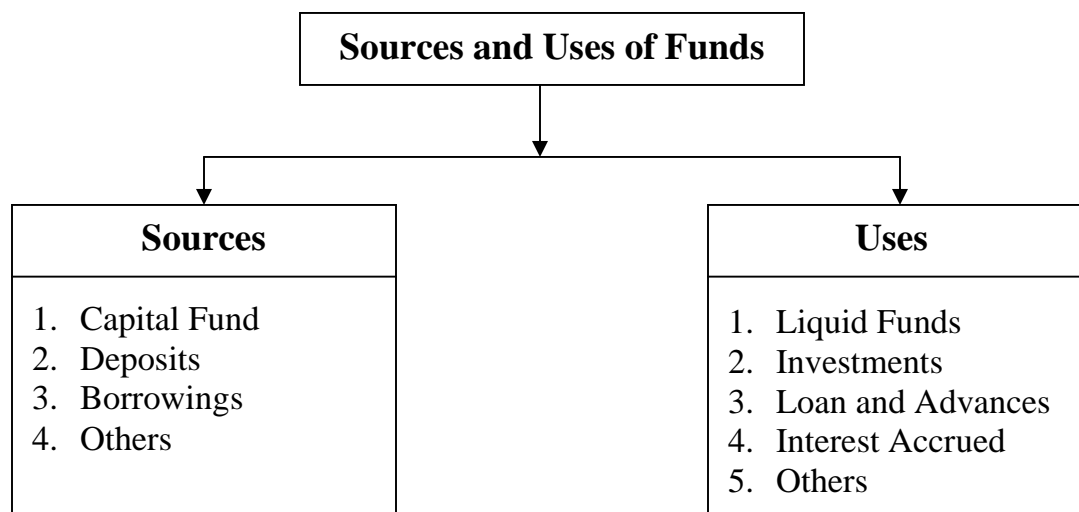 Sources and Uses of Funds
Sources
1. Capital Fund
2. Deposits
3. Borrowings
4. Others
Uses
1. Liquid Funds
2. Investments
3. Loan and Advances
4. Interest Accrued
5. Others